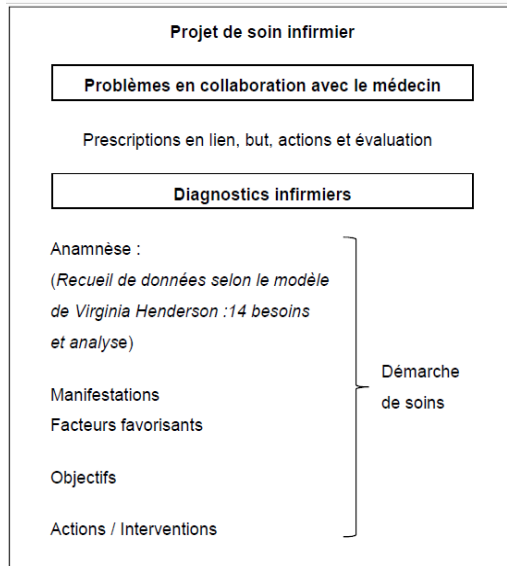 Projet de soin infirmier
Problèmes en collaboration avec le médecin
Prescriptions en lien, but, actions et évaluation
Diagnostics infirmiers
Anamnèse :
(Recueil de données selon le modèle
de Virginia Henderson :14 besoins
et analyse)
Manifestations
Facteurs favorisants
Objectifs
Actions / Interventions
Démarche
de soins